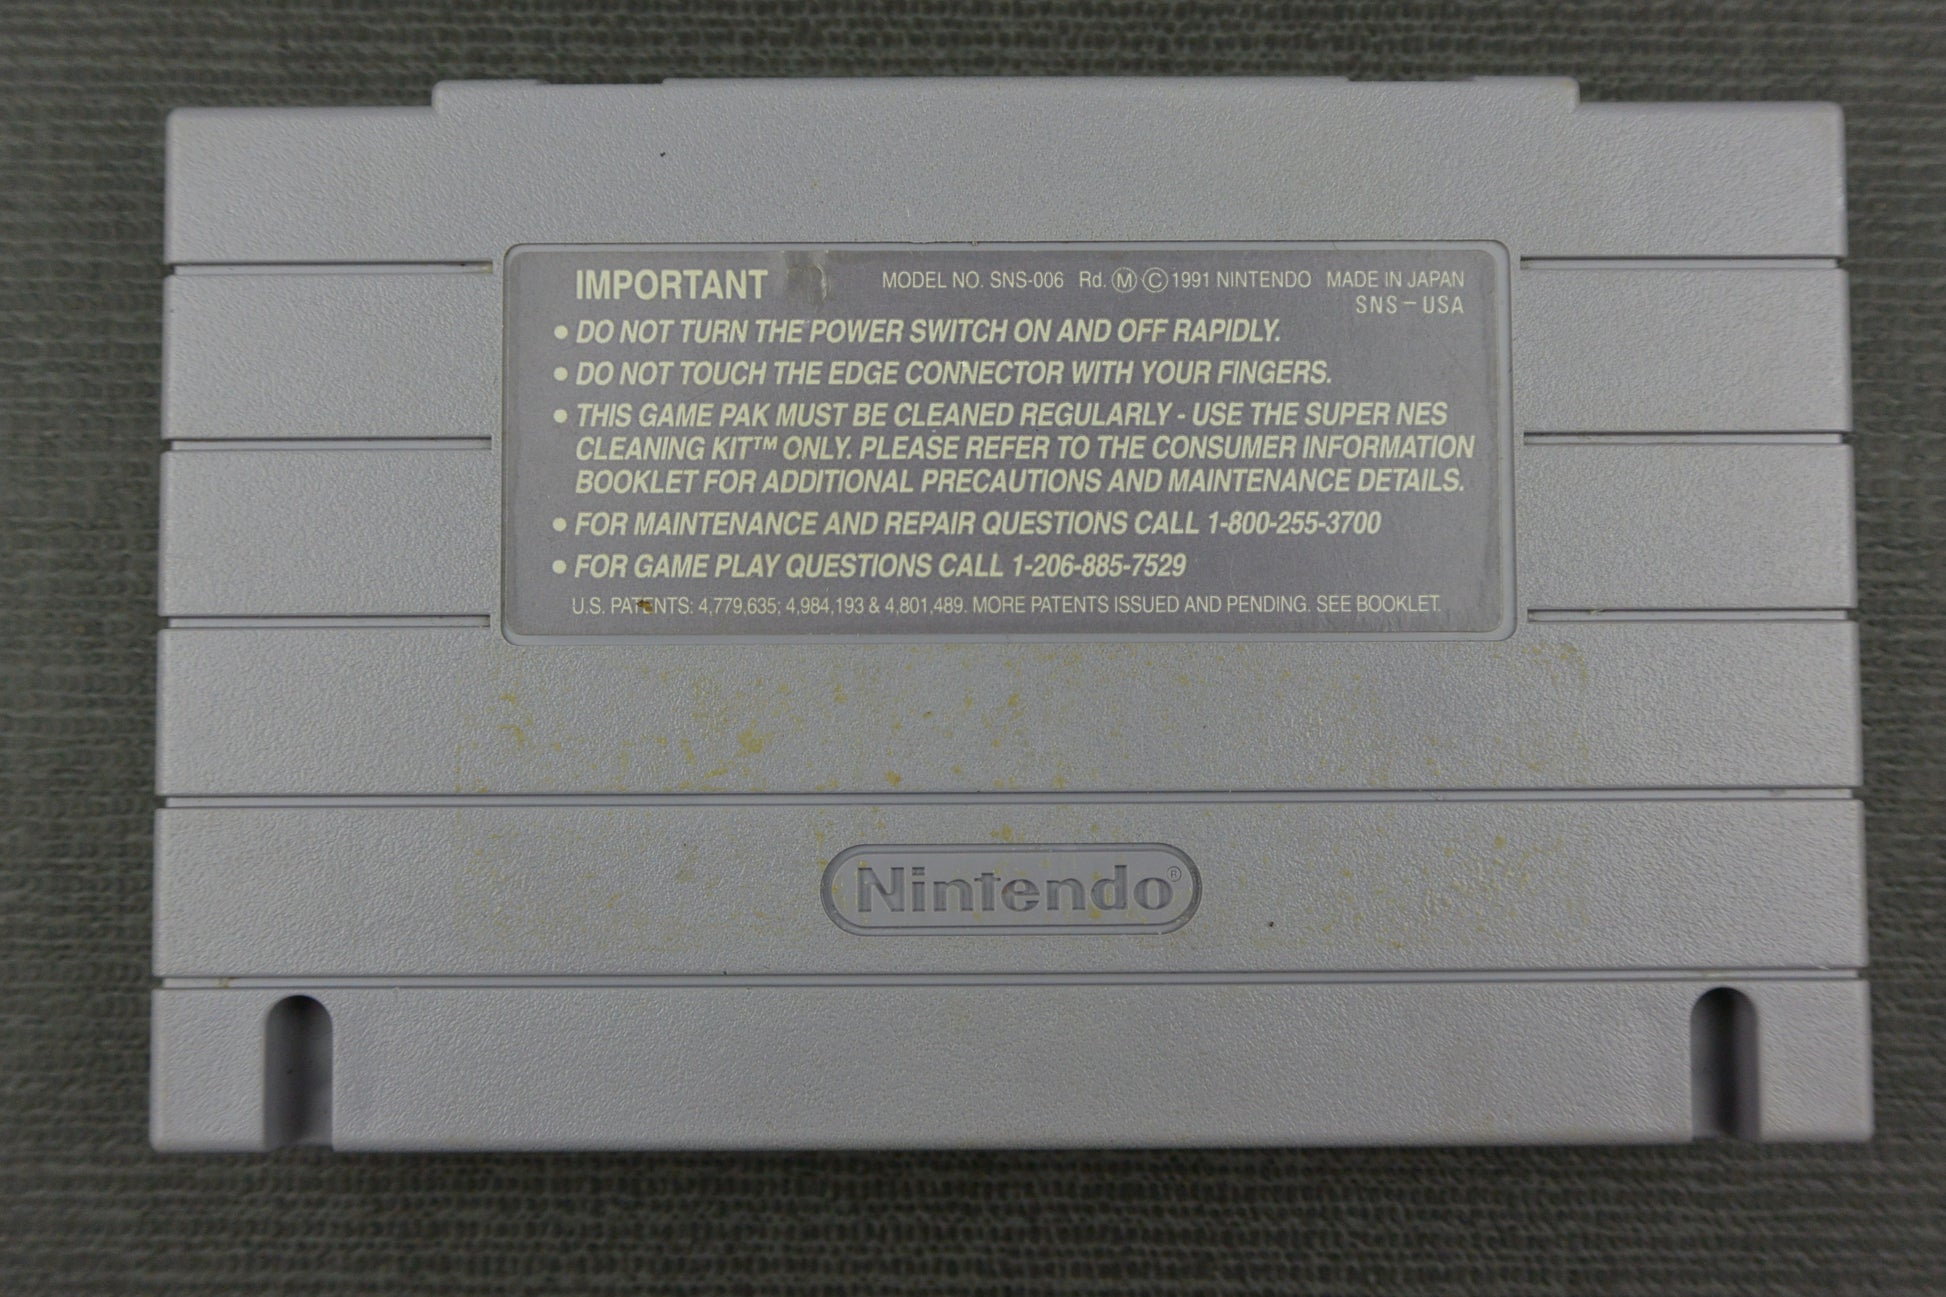 IMPORTANT MODEL NO. SNS-006 Rd. Ⓜ © 1991 NINTENDO MADE IN JAPAN
SNS-USA
• DO NOT TURN THE POWER SWITCH ON AND OFF RAPIDLY.
• DO NOT TOUCH THE EDGE CONNECTOR WITH YOUR FINGERS.
• THIS GAME PAK MUST BE CLEANED REGULARLY - USE THE SUPER NES
CLEANING KIT™ ONLY. PLEASE REFER TO THE CONSUMER INFORMATION
BOOKLET FOR ADDITIONAL PRECAUTIONS AND MAINTENANCE DETAILS.
• FOR MAINTENANCE AND REPAIR QUESTIONS CALL 1-800-255-3700
• FOR GAME PLAY QUESTIONS CALL 1-206-885-7529
U.S. PATENTS: 4,779,635; 4,984,193 & 4,801,489. MORE PATENTS ISSUED AND PENDING. SEE BOOKLET.
Nintendo®